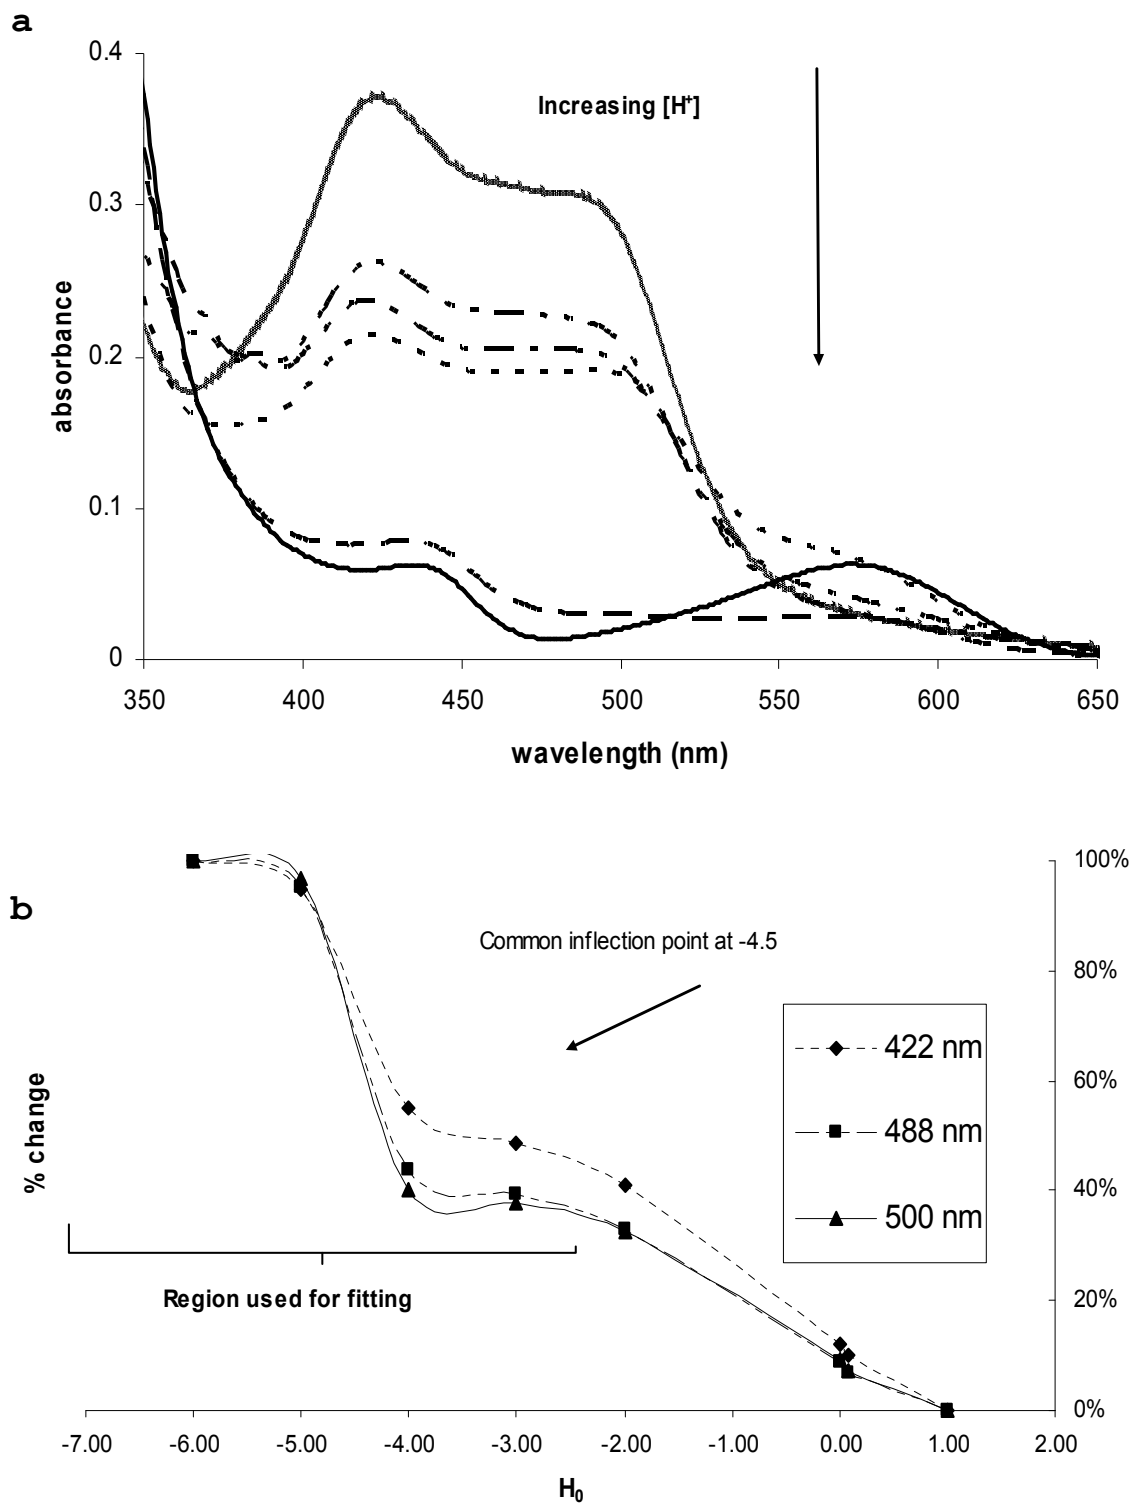 a
0.4
Increasing [H+]
0.3
absorbance
0.2
0.1
0
350 400 450 500 550 600 650
wavelength (nm)
b
100%
Common inflection point at -4.5
80%
422 nm
60%
488 nm
% change
40%
500 nm
Region used for fitting
20%
0%
-7.00 -6.00 -5.00 -4.00 -3.00 -2.00 -1.00 0.00 1.00 2.00
H0